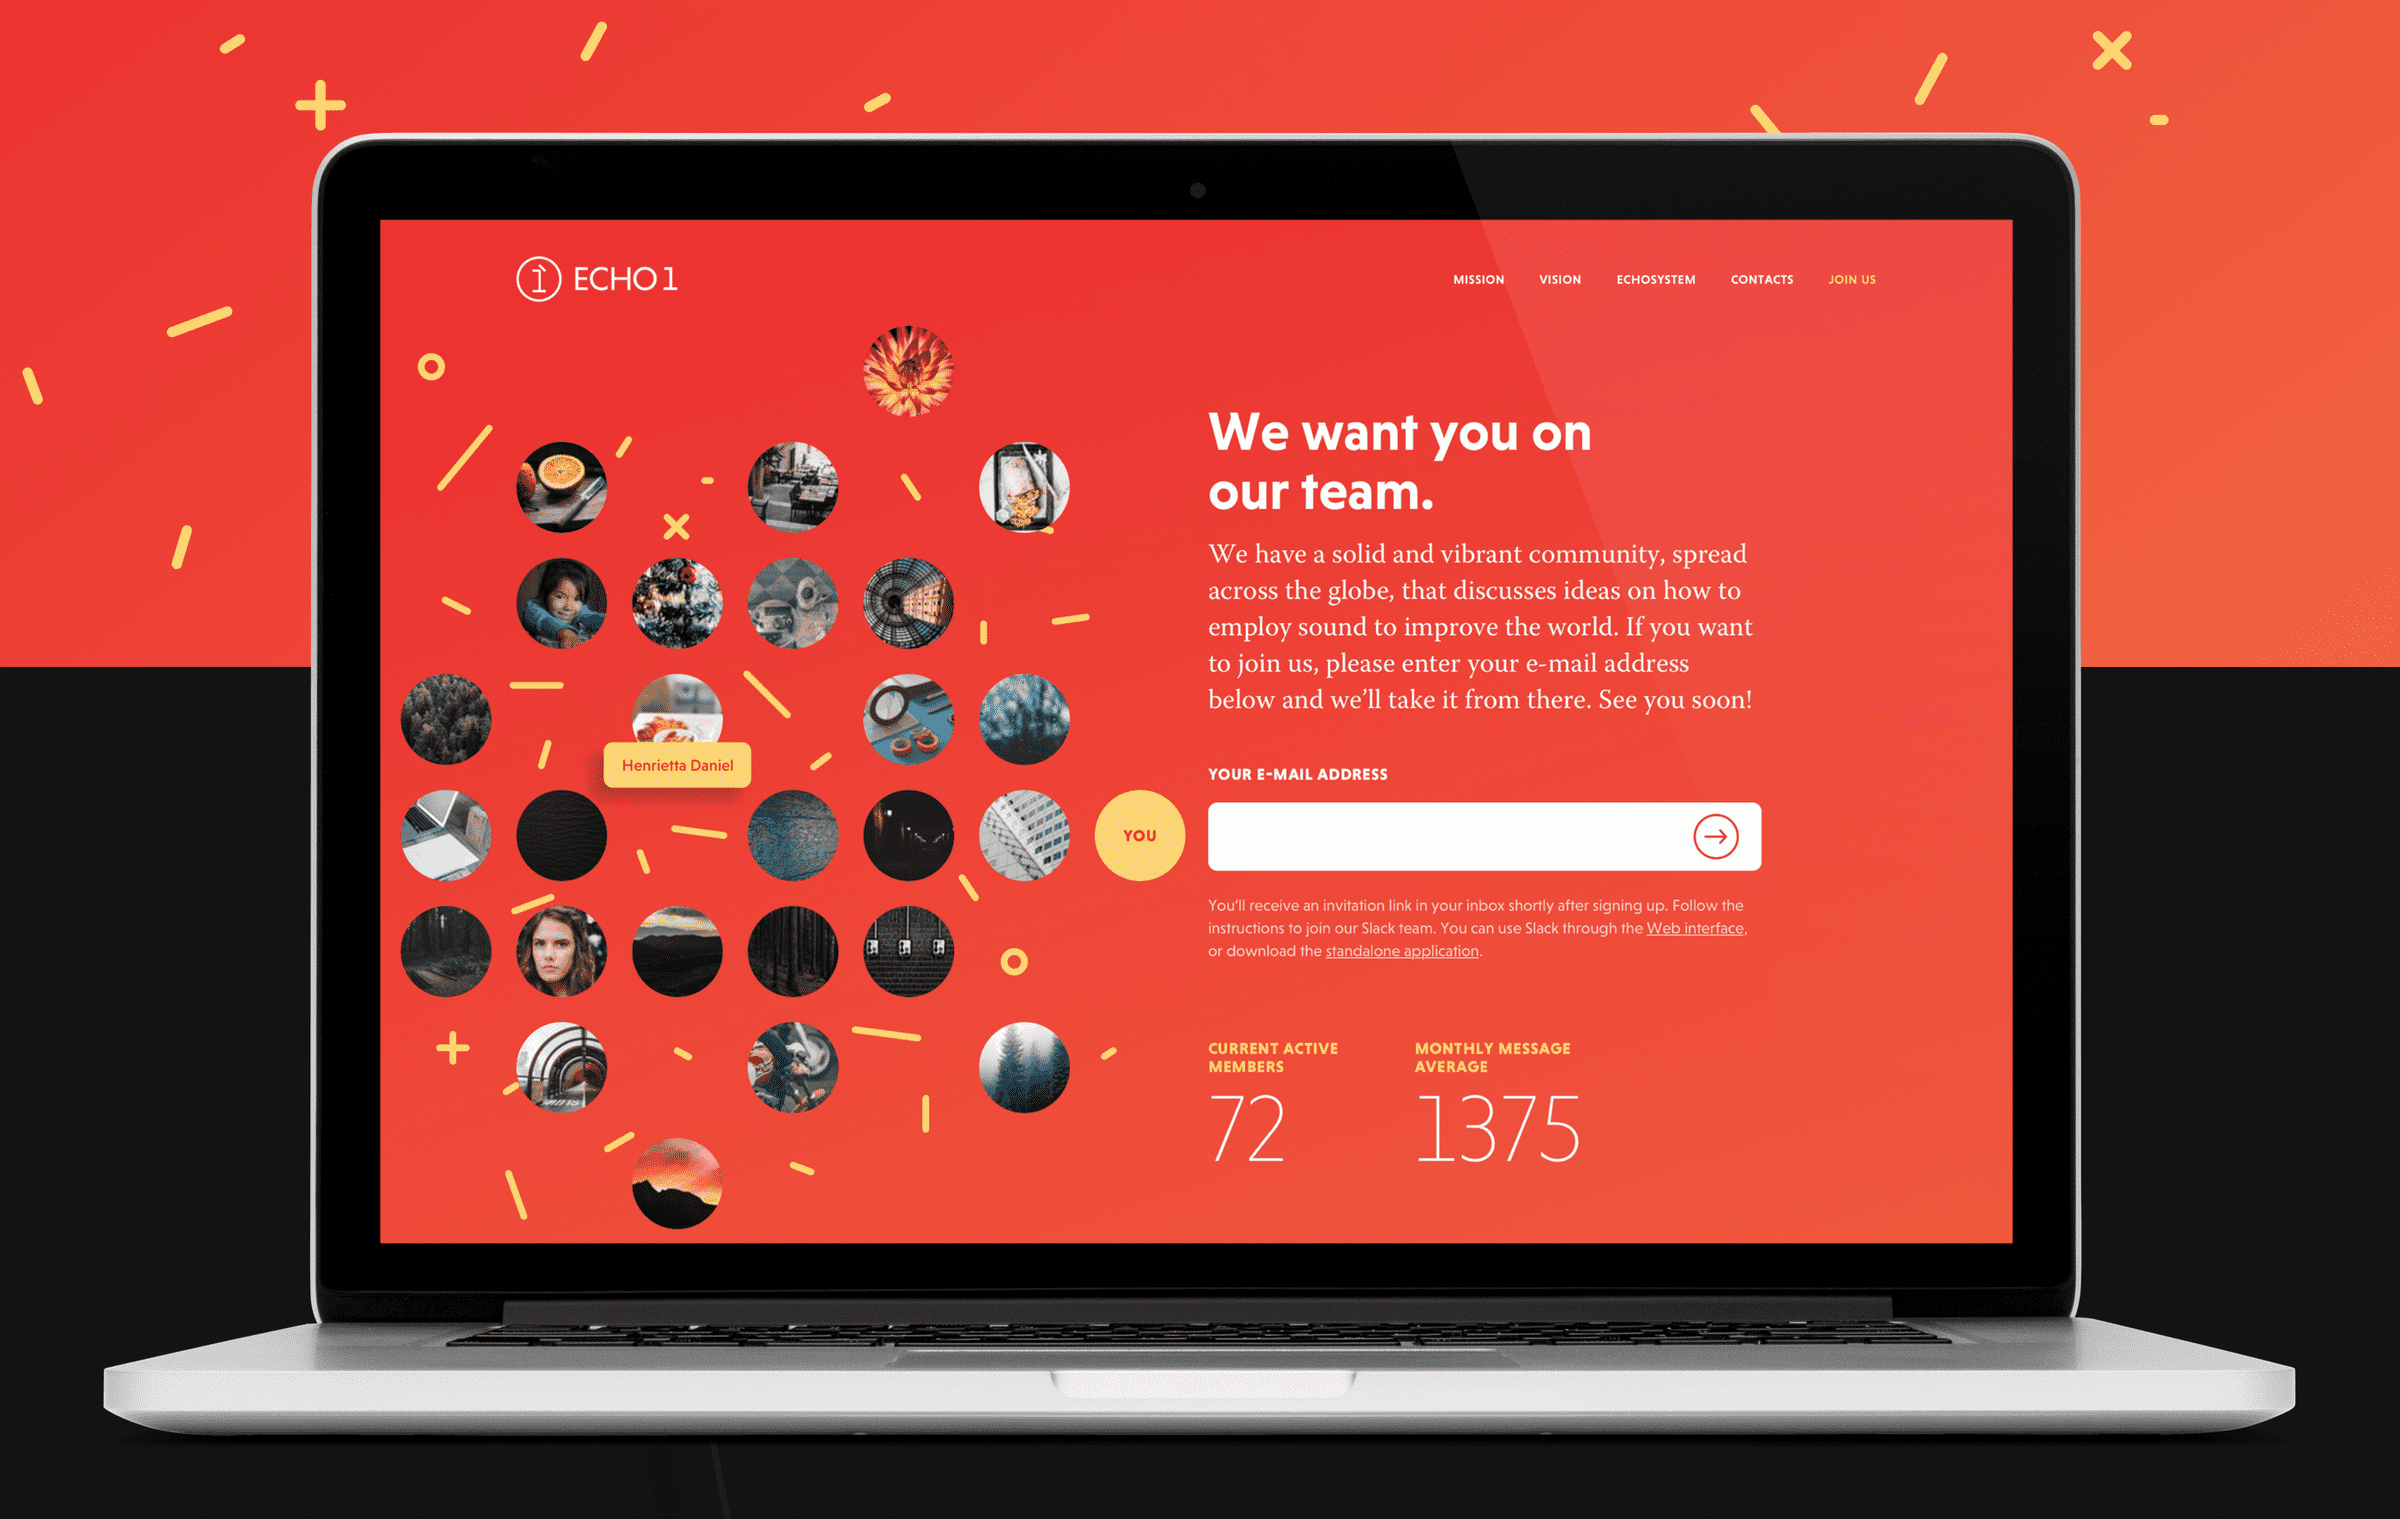 ECHO1
MISSION VISION ECHOSYSTEM CONTACTS JOIN US
We want you on
our team.
We have a solid and vibrant community, spread
across the globe, that discusses ideas on how to
employ sound to improve the world. If you want
to join us, please enter your e-mail address
below and we’ll take it from there. See you soon!
Henrietta Daniel
YOUR E-MAIL ADDRESS
YOU
You’ll receive an invitation link in your inbox shortly after signing up. Follow the
instructions to join our Slack team. You can use Slack through the Web interface,
or download the standalone application.
CURRENT ACTIVE
MEMBERS
72
MONTHLY MESSAGE
AVERAGE
1375